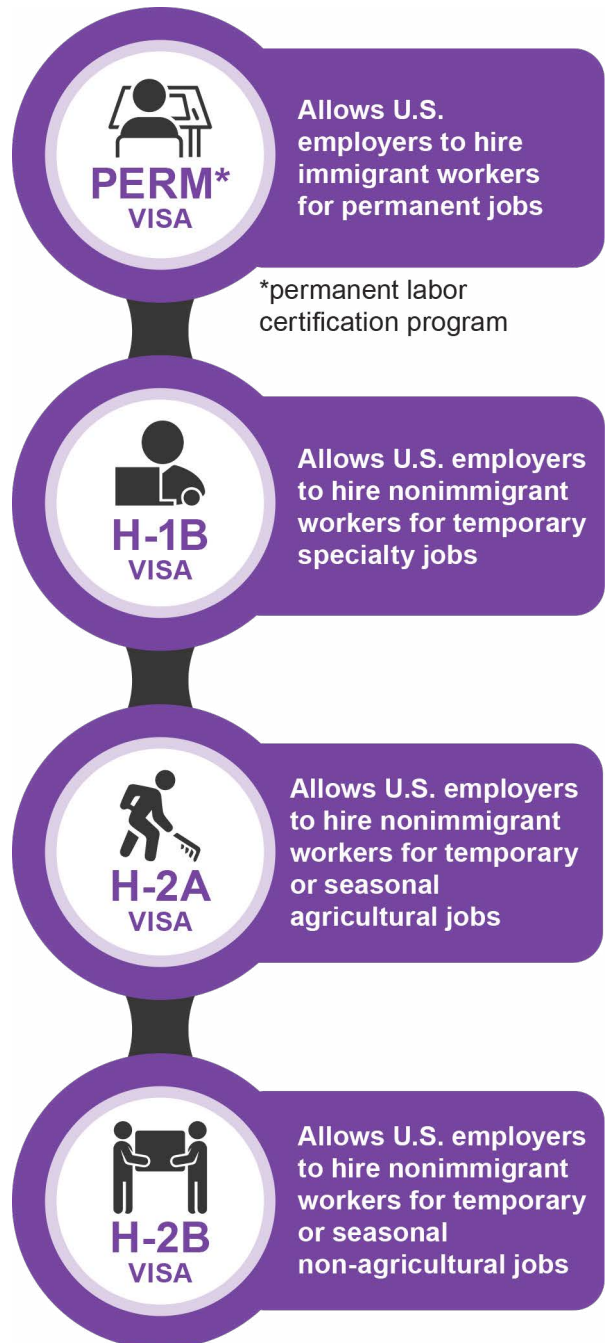 PERM*
VISA
Allows U.S.
employers to hire
immigrant workers
for permanent jobs
*permanent labor
certification program
H-1B
VISA
Allows U.S. employers
to hire nonimmigrant
workers for temporary
specialty jobs
H-2A
VISA
Allows U.S. employers
to hire nonimmigrant
workers for temporary
or seasonal
agricultural jobs
H-2B
VISA
Allows U.S. employers
to hire nonimmigrant
workers for temporary
or seasonal
non-agricultural jobs